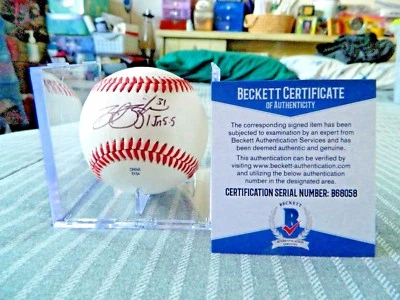 31
BECKETT CERTIFICATE
OF AUTHENTICITY
The corresponding signed item has been
subjected to examination by an expert from
Beckett Authentication Services and has
been deemed authentic and genuine.
This authentication can be verified by
visiting www.beckett-authentication.com
and utilizing the below authentication
number in the designated area.
CERTIFICATION SERIAL NUMBER: B68058
BECKETT
B